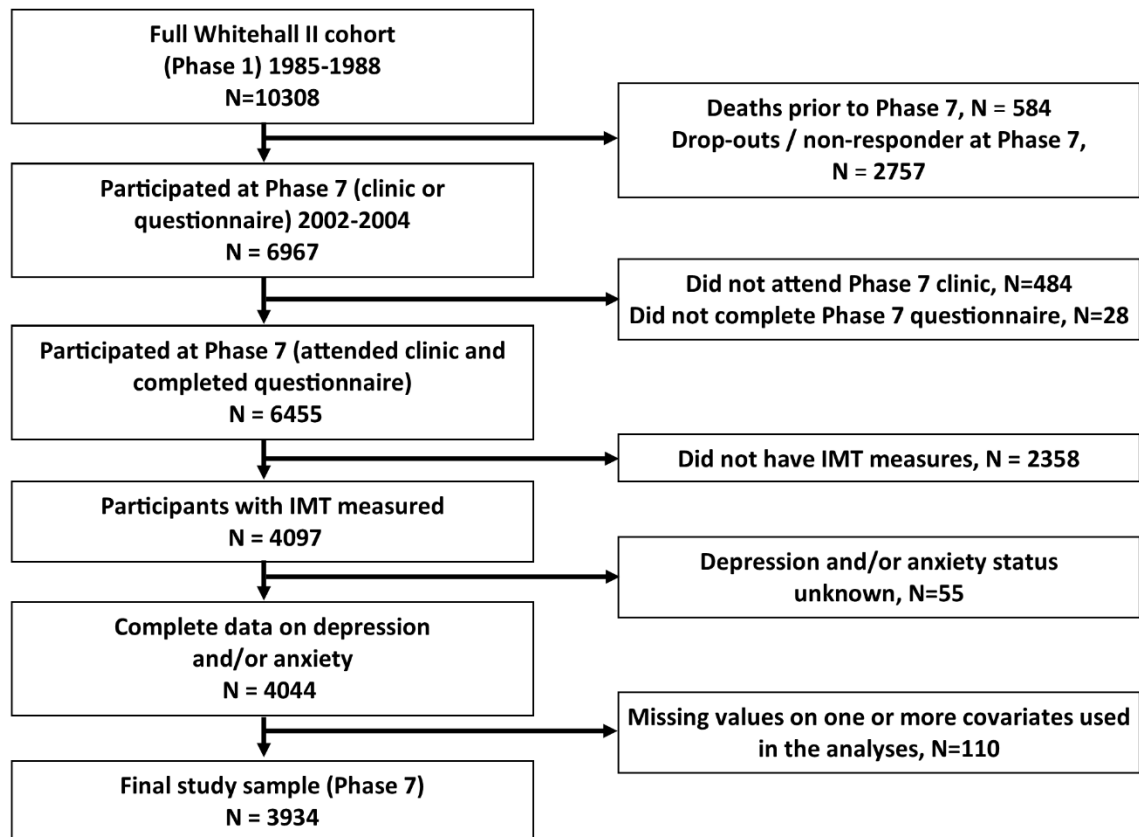 Full Whitehall II cohort
(Phase 1) 1985-1988
N=10308
Deaths prior to Phase 7, N = 584
Drop-outs / non-responder at Phase 7,
N = 2757
Participated at Phase 7 (clinic or
questionnaire) 2002-2004
N = 6967
Did not attend Phase 7 clinic, N=484
Did not complete Phase 7 questionnaire, N=28
Participated at Phase 7 (attended clinic and
completed questionnaire)
N = 6455
Did not have IMT measures, N = 2358
Participants with IMT measured
N = 4097
Depression and/or anxiety status
unknown, N=55
Complete data on depression
and/or anxiety
N = 4044
Missing values on one or more covariates used
in the analyses, N=110
Final study sample (Phase 7)
N = 3934